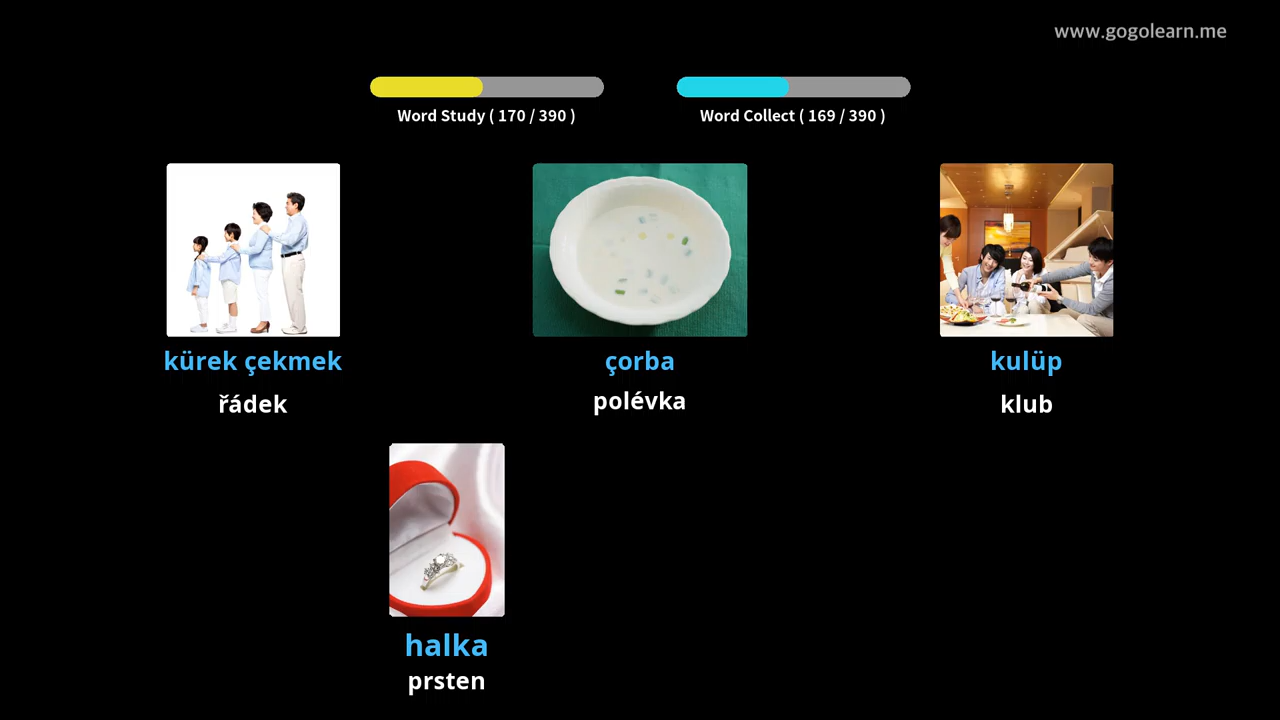 www.gogolearn.me
Word Study ( 170 / 390 )
Word Collect ( 169 / 390 )
kürek çekmek
řádek
çorba
polévka
kulüp
klub
halka
prsten